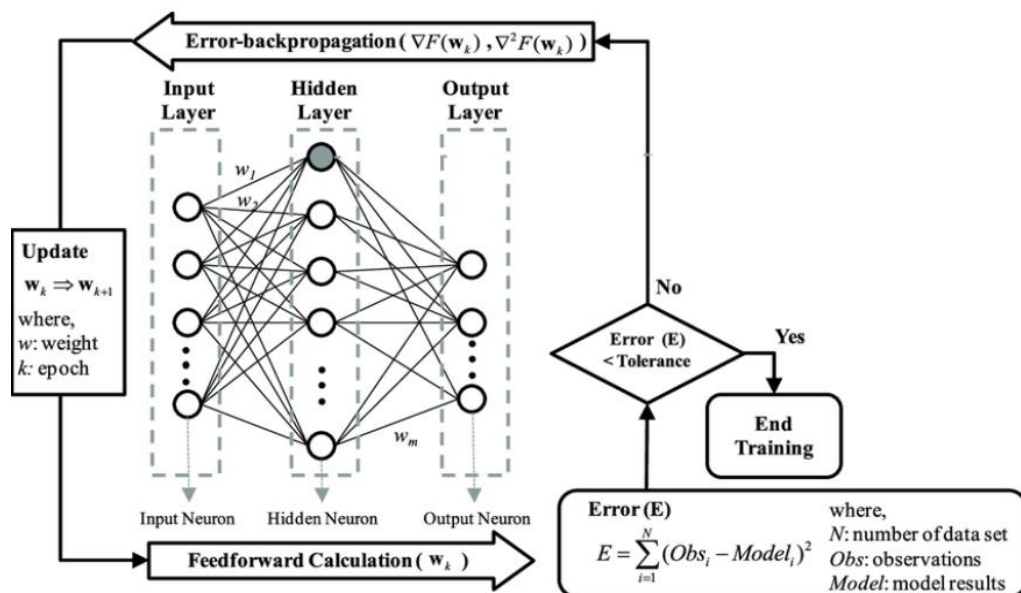 Error-backpropagation ( ∇F(w_k) , ∇²F(w_k) )
Input
Layer
Hidden
Layer
Output
Layer
w_1
w_2
w_m
Update
w_k ⇒ w_{k+1}
where,
w: weight
k: epoch
Input Neuron
Hidden Neuron
Output Neuron
Feedforward Calculation ( w_k )
No
Yes
Error (E)
< Tolerance
End
Training
Error (E)
E = \sum_{i=1}^{N} (Obs_i − Model_i)²
where,
N: number of data set
Obs: observations
Model: model results